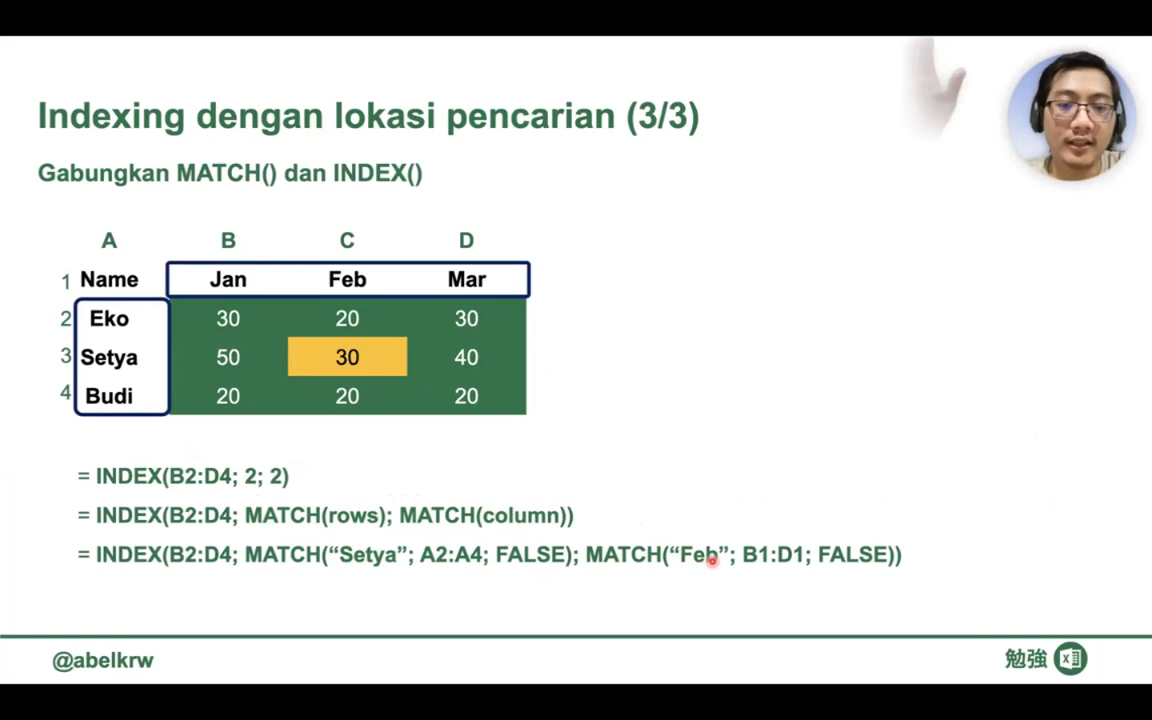 Indexing dengan lokasi pencarian (3/3)
Gabungkan MATCH() dan INDEX()
A B C D
1 Name Jan Feb Mar
2 Eko 30 20 30
3 Setya 50 30 40
4 Budi 20 20 20
= INDEX(B2:D4; 2; 2)
= INDEX(B2:D4; MATCH(rows); MATCH(column))
= INDEX(B2:D4; MATCH(“Setya”; A2:A4; FALSE); MATCH(“Feb”; B1:D1; FALSE))
@abelkrw 勉強 X